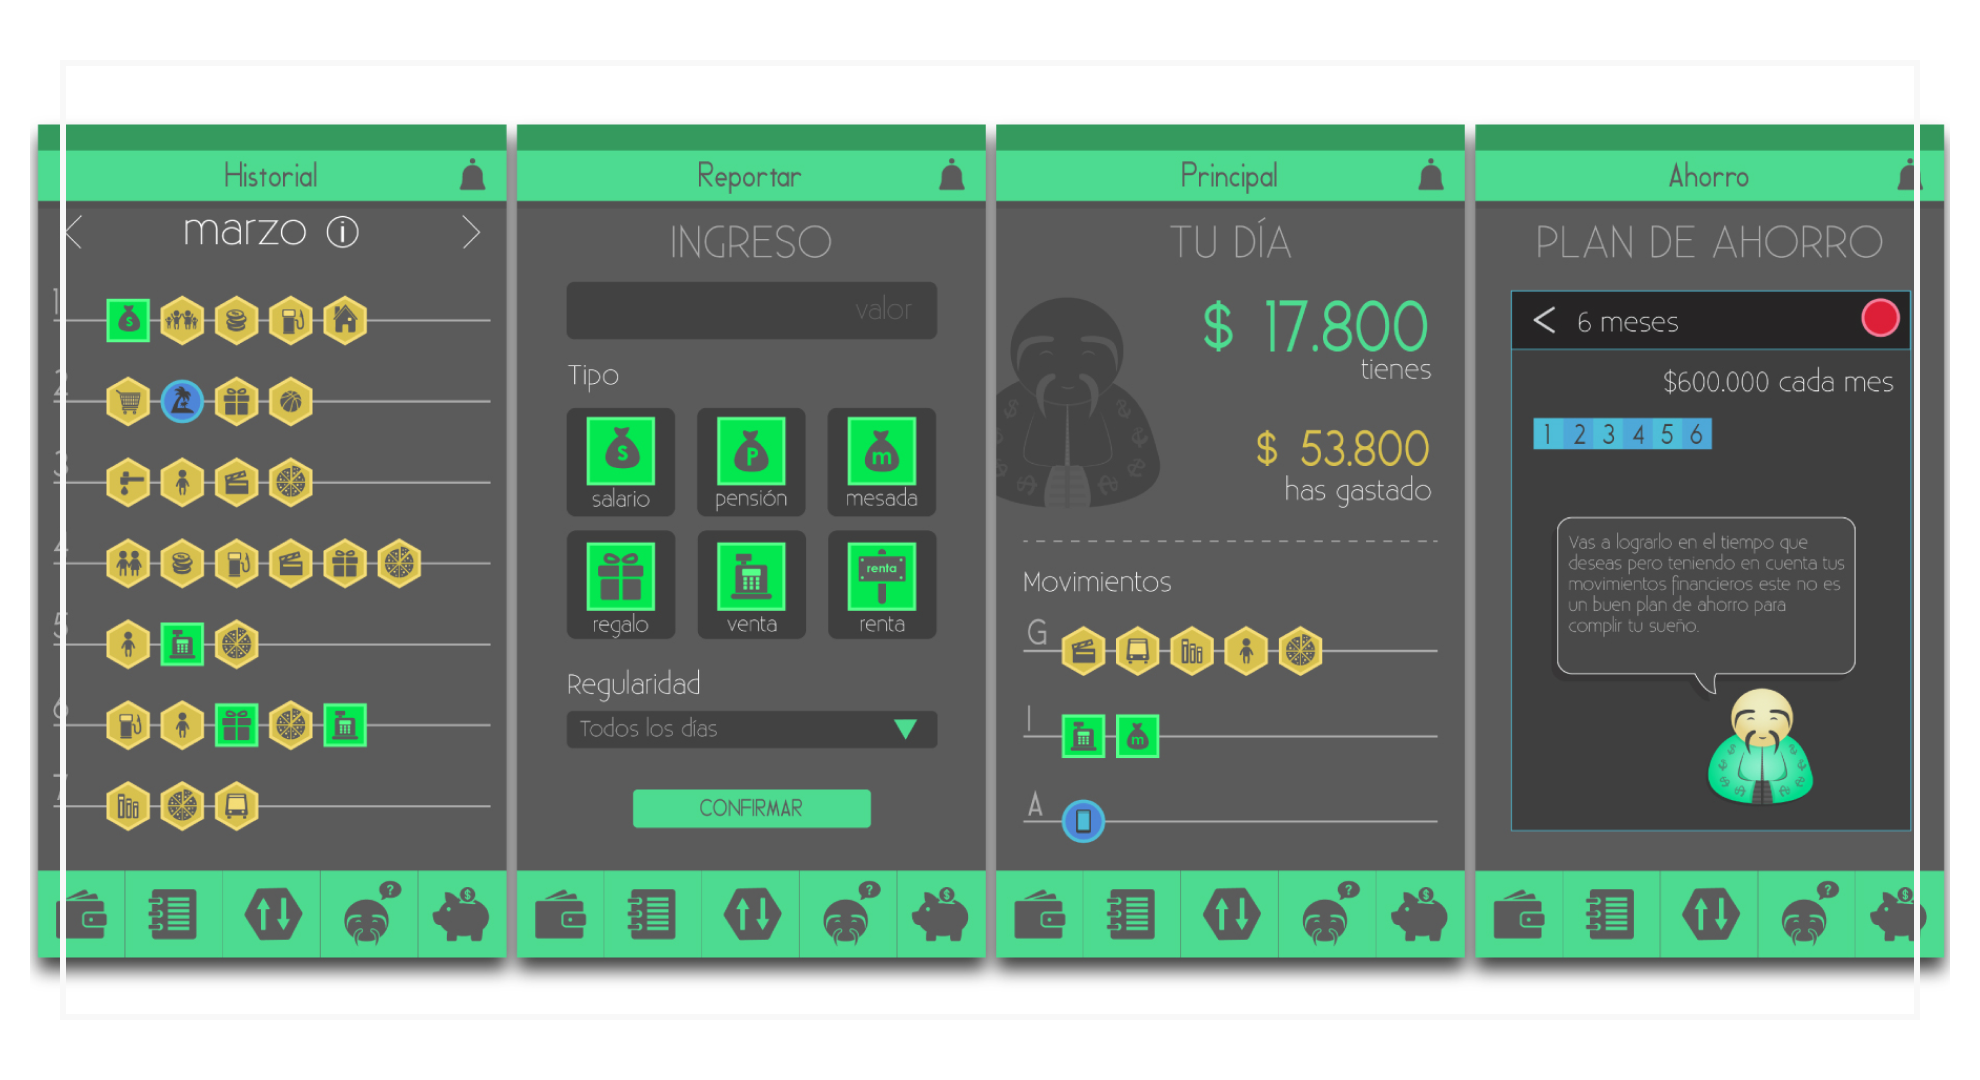 Historial
marzo i
1
2
3
4
5
6
7
Reportar
INGRESO
valor
Tipo
S
P
m
salario
pensión
mesada
renta
regalo
venta
renta
Regularidad
Todos los días
CONFIRMAR
?
$
Principal
TU DÍA
$ 17.800
tienes
$ 53.800
has gastado
Movimientos
G
I
m
A
?
$
Ahorro
PLAN DE AHORRO
< 6 meses
$600.000 cada mes
1 2 3 4 5 6
Vas a lograrlo en el tiempo que
deseas pero teniendo en cuenta tus
movimientos financieros este no es
un buen plan de ahorro para
complir tu sueño.
?
$